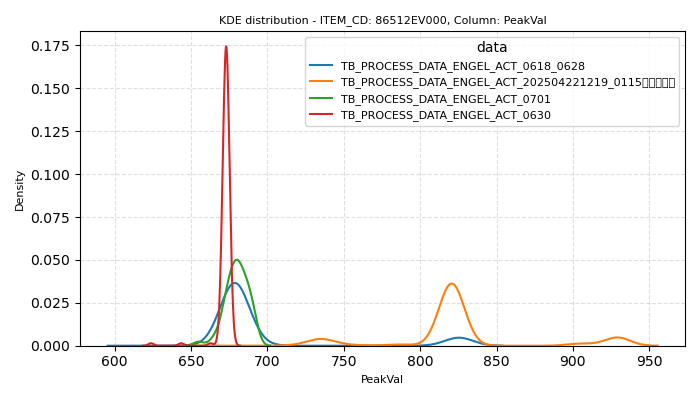 KDE distribution - ITEM_CD: 86512EV000, Column: PeakVal
data
TB_PROCESS_DATA_ENGEL_ACT_0618_0628
TB_PROCESS_DATA_ENGEL_ACT_202504221219_0115
TB_PROCESS_DATA_ENGEL_ACT_0701
TB_PROCESS_DATA_ENGEL_ACT_0630
Density
0.175
0.150
0.125
0.100
0.075
0.050
0.025
0.000
600
650
700
750
800
850
900
950
PeakVal